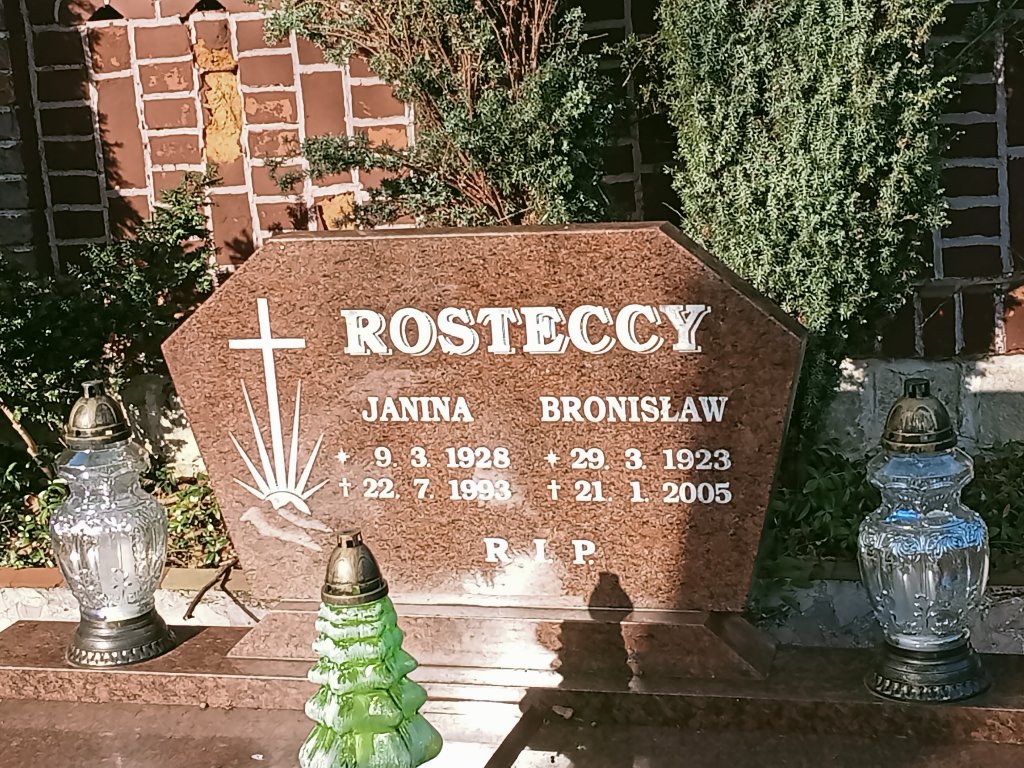 ROSTECCY
JANINA BRONISŁAW
* 9. 3. 1928 * 29. 3. 1923
† 22. 7. 1993 † 21. 1. 2005
R. I. P.